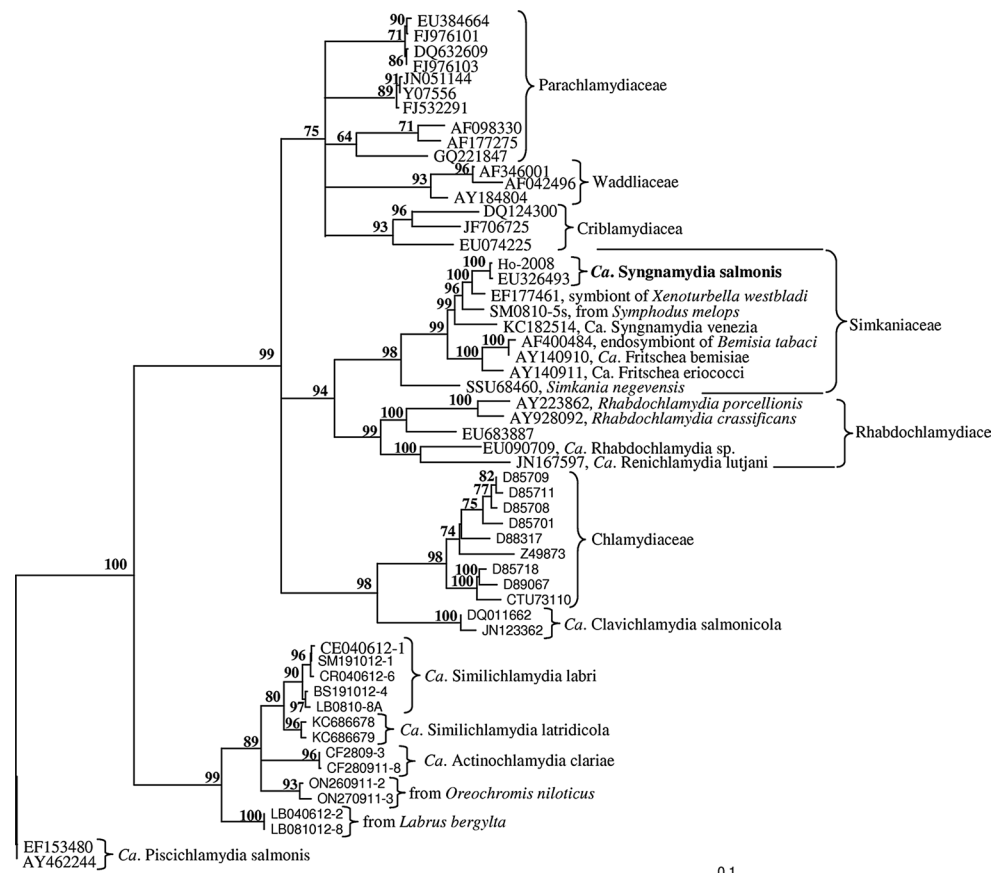 90 EU384664
71 FJ976101
DQ632609
86 FJ976103
91 JN051144
89 Y07556
FJ532291
Parachlamydiaceae
75
71 AF098330
64 AF177275
GQ221847
96 AF346001
93 AF042496
AY184804
Waddliaceae
96 DQ124300
JF706725
93 EU074225
Criblamydiacea
100 Ho-2008
100 EU326493
Ca. Syngnamydia salmonis
96 EF177461, symbiont of Xenoturbella westbladi
99 SM0810-5s, from Symphodus melops
KC182514, Ca. Syngnamydia venezia
99
100 AF400484, endosymbiont of Bemisia tabaci
100 AY140910, Ca. Fritschea bemisiae
AY140911, Ca. Fritschea eriococci
98
SSU68460, Simkania negevensis
Simkaniaceae
99
94
100 AY223862, Rhabdochlamydia porcellionis
100 AY928092, Rhabdochlamydia crassificans
99 EU683887
100 EU090709, Ca. Rhabdochlamydia sp.
JN167597, Ca. Renichlamydia lutjani
Rhabdochlamydiace
82 D85709
77 D85711
75 D85708
D85701
74 D88317
Z49873
98
100 D85718
100 D89067
CTU73110
Chlamydiaceae
98
100 DQ011662
JN123362
Ca. Clavichlamydia salmonicola
100
CE040612-1
96 SM191012-1
CR040612-6
90
BS191012-4
97 LB0810-8A
Ca. Similichlamydia labri
80
96 KC686678
KC686679
Ca. Similichlamydia latridicola
89
96 CF2809-3
CF280911-8
Ca. Actinochlamydia clariae
99
93 ON260911-2
ON270911-3
from Oreochromis niloticus
100 LB040612-2
LB081012-8
from Labrus bergylta
EF153480
AY462244
Ca. Piscichlamydia salmonis
0.1